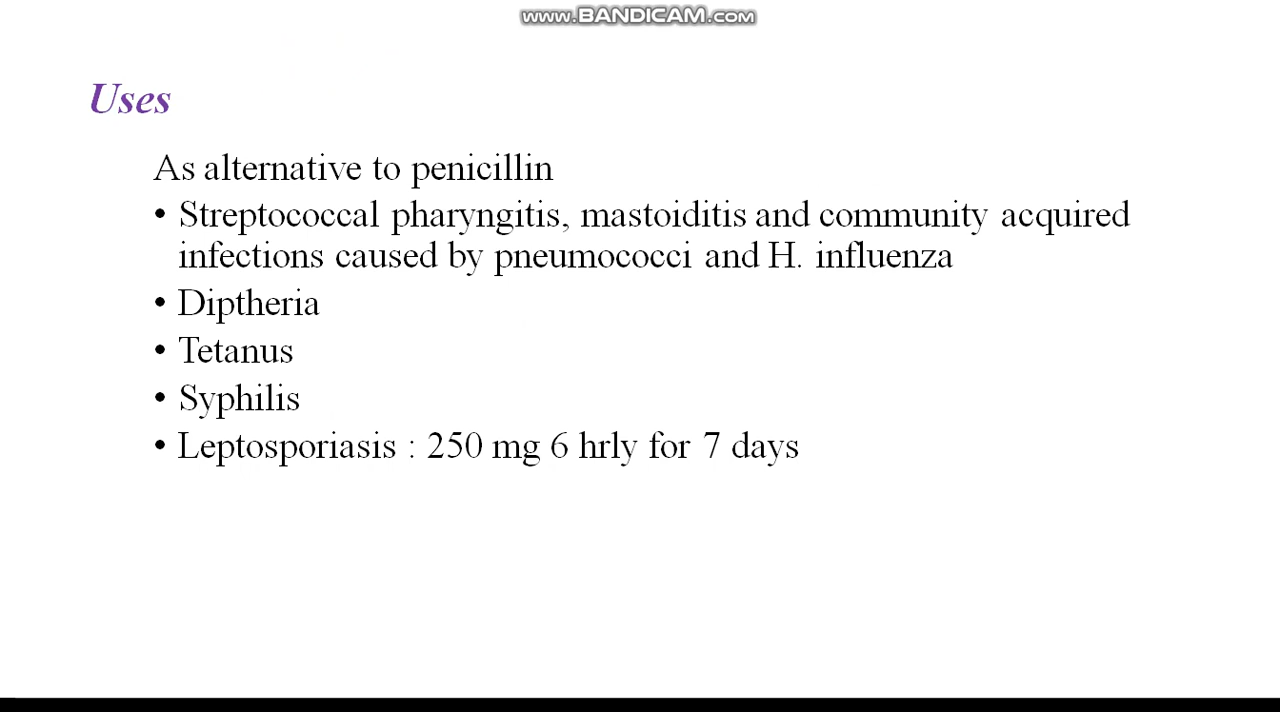 www.BANDICAM.com
Uses
As alternative to penicillin
• Streptococcal pharyngitis, mastoiditis and community acquired
infections caused by pneumococci and H. influenza
• Diptheria
• Tetanus
• Syphilis
• Leptosporiasis : 250 mg 6 hrly for 7 days